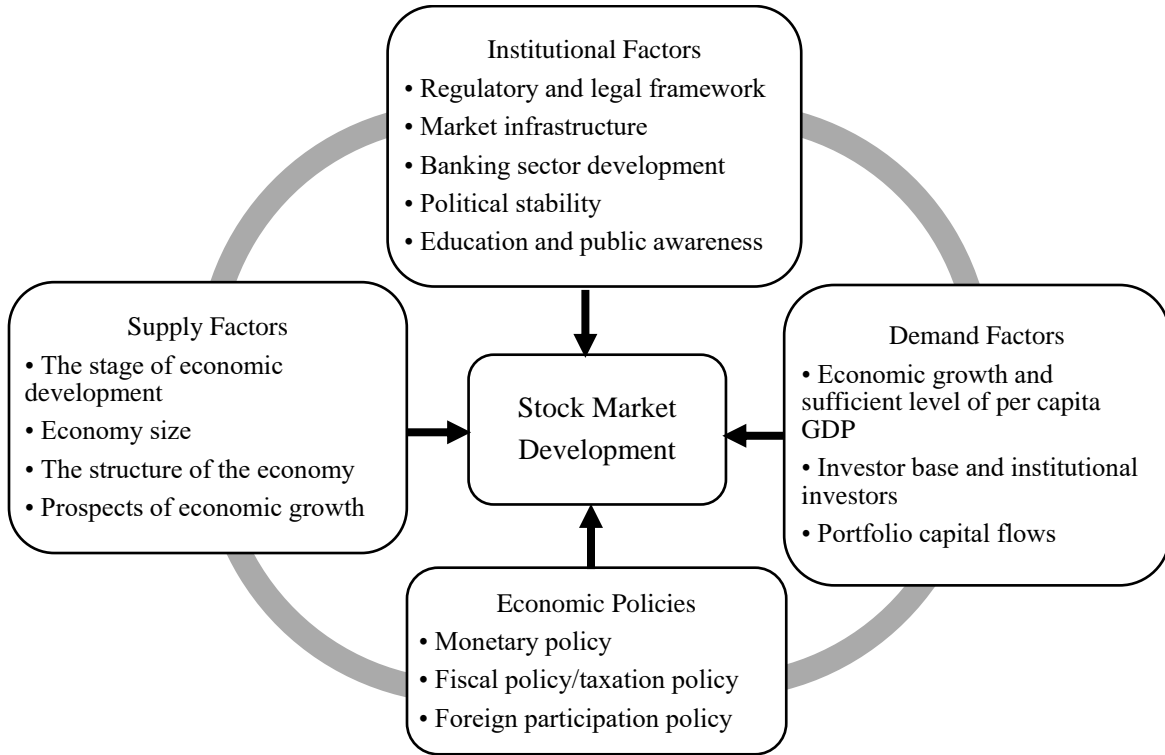 Institutional Factors
• Regulatory and legal framework
• Market infrastructure
• Banking sector development
• Political stability
• Education and public awareness
Supply Factors
• The stage of economic
development
• Economy size
• The structure of the economy
• Prospects of economic growth
Stock Market
Development
Demand Factors
• Economic growth and
sufficient level of per capita
GDP
• Investor base and institutional
investors
• Portfolio capital flows
Economic Policies
• Monetary policy
• Fiscal policy/taxation policy
• Foreign participation policy